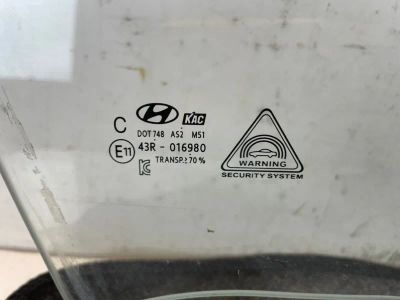 KAC
C DOT 748 AS2 M51
E11 43R - 016980
TRANSP.≥70%
WARNING
SECURITY SYSTEM